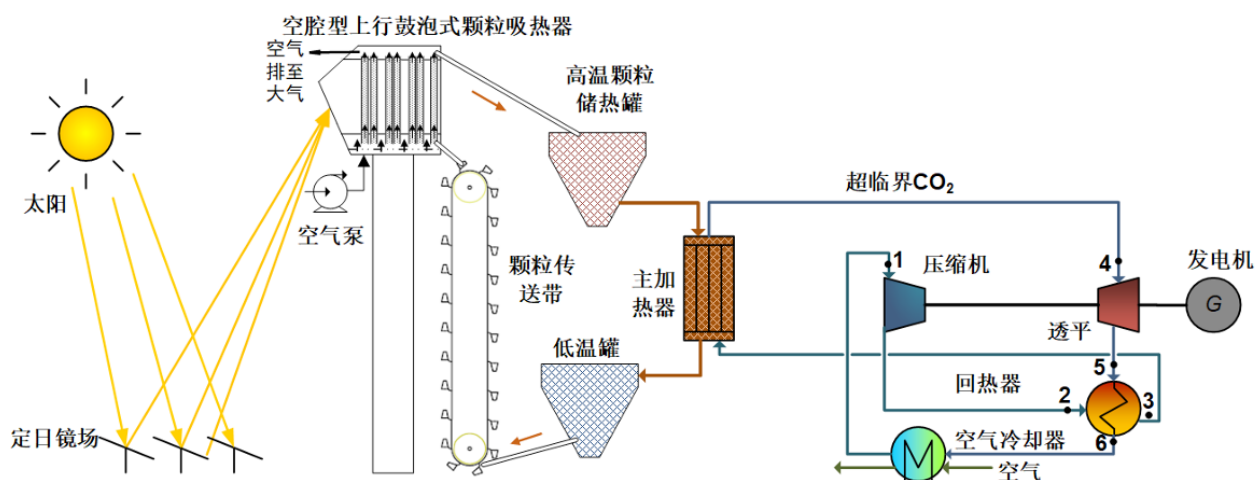 空腔型上行鼓泡式颗粒吸热器
空气
排至
大气
高温颗粒
储热罐
太阳
空气泵
超临界CO₂
1
压缩机
4
发电机
G
颗粒传
送带
主加
热器
透平
低温罐
5
回热器
2
3
定日镜场
空气冷却器
6
空气